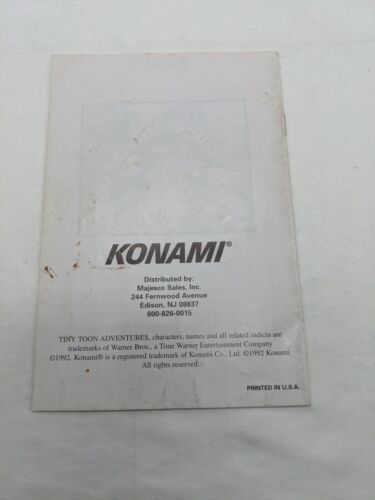 KONAMI®
Distributed by:
Majesco Sales, Inc.
244 Fernwood Avenue
Edison, NJ 08837
800-826-0015
TINY TOON ADVENTURES, characters, names and all related indicia are
trademarks of Warner Bros., a Time Warner Entertainment Company
©1992. Konami® is a registered trademark of Konami Co., Ltd. ©1992 Konami.
All rights reserved.
PRINTED IN U.S.A.